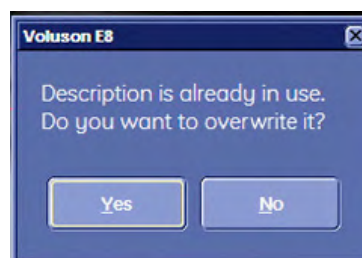 Voluson E8
Description is already in use.
Do you want to overwrite it?
Yes
No